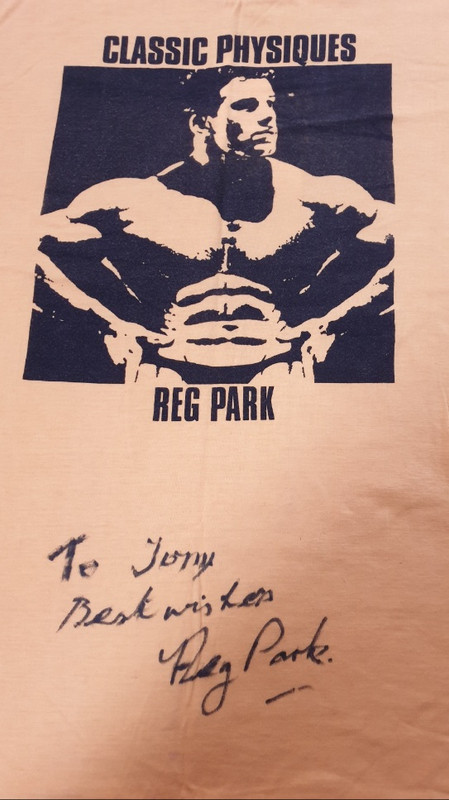 CLASSIC PHYSIQUES
REG PARK
To Tony
Best wishes
Reg Park.